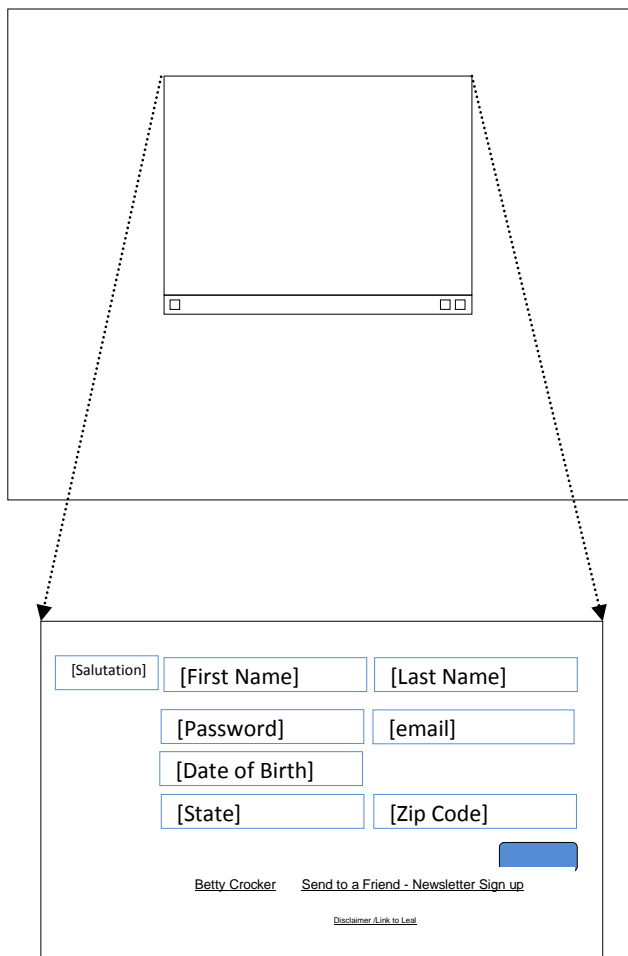 [Salutation] [First Name] [Last Name]
[Password] [email]
[Date of Birth]
[State] [Zip Code]
Betty Crocker Send to a Friend - Newsletter Sign up
Disclaimer /Link to Leal